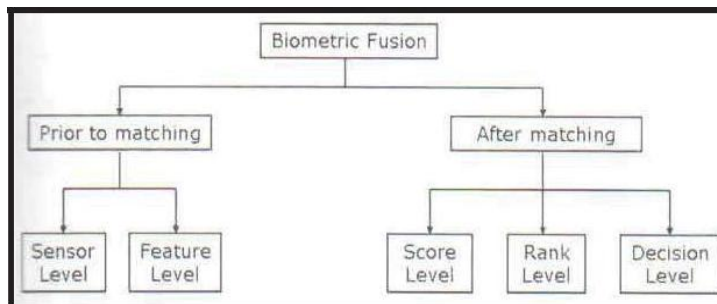 Biometric Fusion
Prior to matching
After matching
Sensor
Level
Feature
Level
Score
Level
Rank
Level
Decision
Level